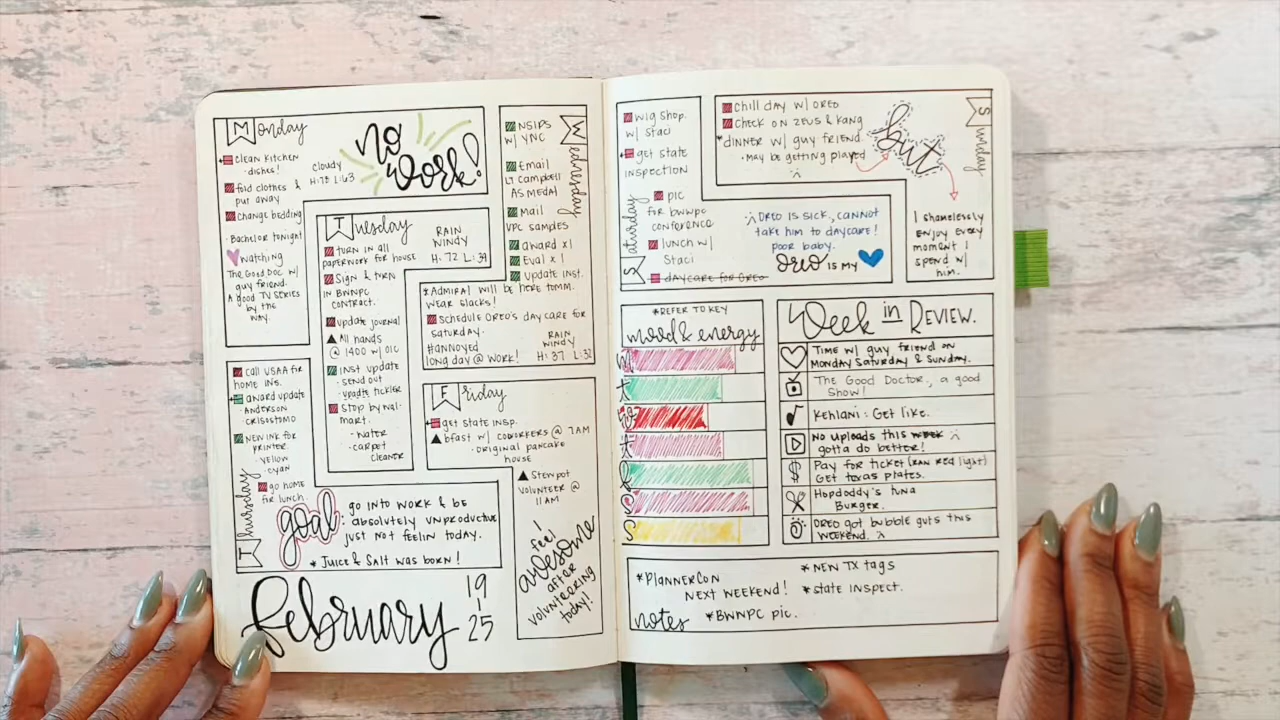 Monday
CLEAN KITCHEN
· DISHES!
fold clothes &
put away
change bedding
· Bachelor tonight
watching
The Good Doc w/
guy friend.
A good TV series
by the
way.
cloudy
H:78 L:63
No
Work!
Tuesday
TURN IN ALL
paperwork for house
Sign & turn
in BWNPC
contract.
update journal
All hands
@ 1400 w/ OIC
INST update
· send out
· update tickler
stop by wal-
mart.
· water
· carpet
cleaner
RAIN
WINDY
H: 72 L: 39
Wednesday
NSIPS
w/ YNC
Email
LT Campbell
AS MEDAL
Mail
VPC samples
award x1
Eval x 1
update inst.
*ADMIRAL will be here tomm.
wear slacks!
schedule Oreo's day care for
saturday.
#annoyed
long day @ work!
RAIN
WINDY
H: 37 L: 32
Thursday
call USAA for
home ins.
award update
· ANDERSON
· CRISOSTOMO
NEW INK for
printer
· yellow
· cyan
go home
for lunch.
goal
: go into work & be
absolutely unproductive
just not feelin today.
* Juice & Salt was born!
Friday
get state insp.
bfast w/ coworkers @ 7AM
· original pancake
house
Stewpot
volunteer @
11 AM
I
feel
awesome
after
volunteering
today!
February
19
-
25
Saturday
wig shop.
w/ Staci
get state
inspection
pic
for bwwpc
conference
lunch w/
Staci
daycare for Oreo
OREO IS SICK, CANNOT
take him to daycare!
poor baby.
Oreo is my
Sunday
chill day w/ Oreo
Check on Zeus & Kang
*dinner w/ guy friend.
· may be getting played
but
I shamelessly
enjoy every
moment I
spend w/
him.
*REFER TO KEY
mood & energy
m
t
w
t
f
s
s
Week in Review.
Time w/ guy friend on
Monday Saturday & Sunday.
The Good Doctor, a good
show!
Kehlani: Get like.
No uploads this week
gotta do better!
Pay for ticket (ran red light)
Get Texas plates.
Hopdoddy's tuna
Burger.
Oreo got bubble guts this
weekend.
*PlannerCon
next weekend!
*BWNPC pic.
*NEW TX tags
*state inspect.
notes